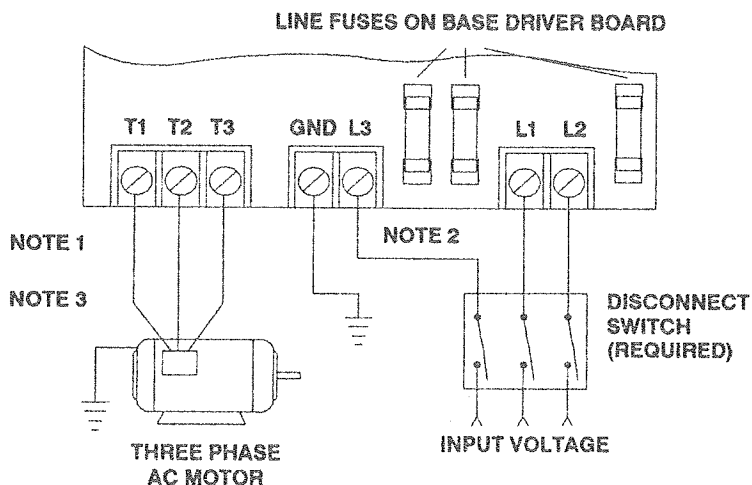 LINE FUSES ON BASE DRIVER BOARD
T1 T2 T3 GND L3 L1 L2
NOTE 1
NOTE 2
NOTE 3
DISCONNECT
SWITCH
(REQUIRED)
THREE PHASE
AC MOTOR
INPUT VOLTAGE